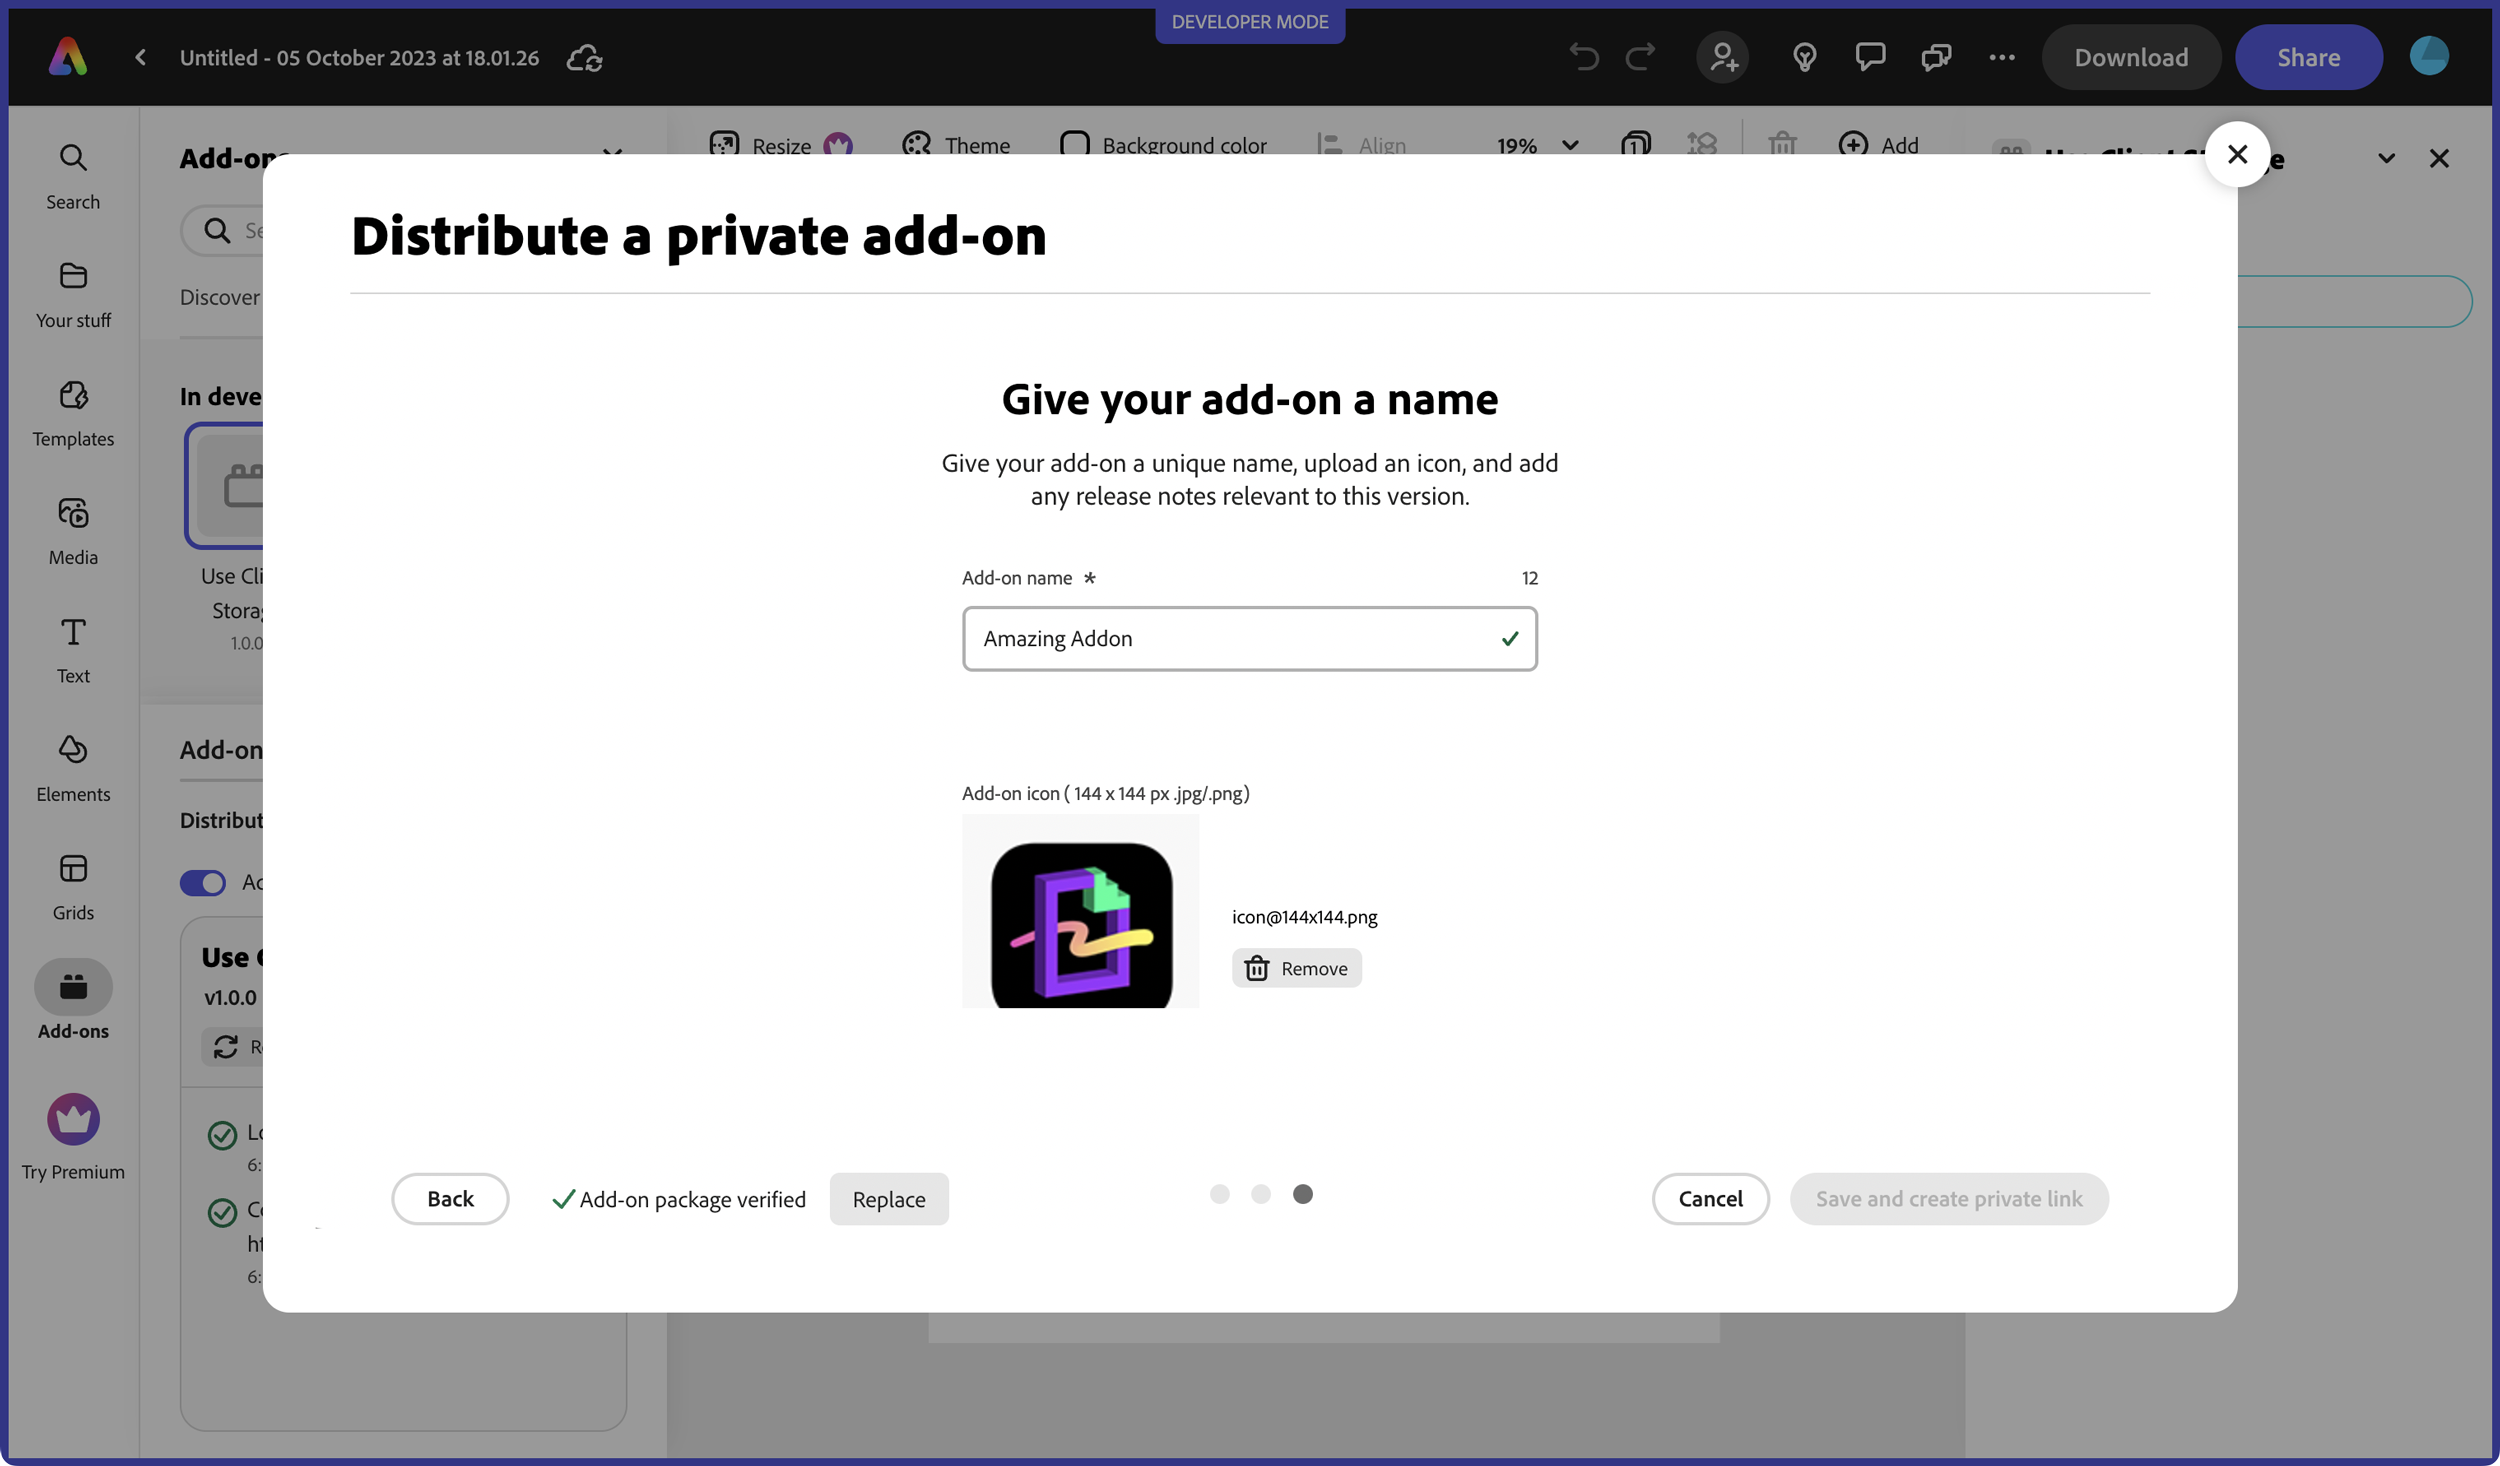 DEVELOPER MODE
Untitled - 05 October 2023 at 18.01.26
Download
Share
Search
Your stuff
Templates
Media
Text
Elements
Grids
Add-ons
Try Premium
Add-ons
Discover
In deve
Use Cli
Storag
1.0.0
Add-on
Distribut
Use
v1.0.0
Resize
Theme
Background color
Align
19%
1
Add
Distribute a private add-on
Give your add-on a name
Give your add-on a unique name, upload an icon, and add
any release notes relevant to this version.
Add-on name *
12
Amazing Addon
Add-on icon ( 144 x 144 px .jpg/.png)
icon@144x144.png
Remove
Back
Add-on package verified
Replace
Cancel
Save and create private link